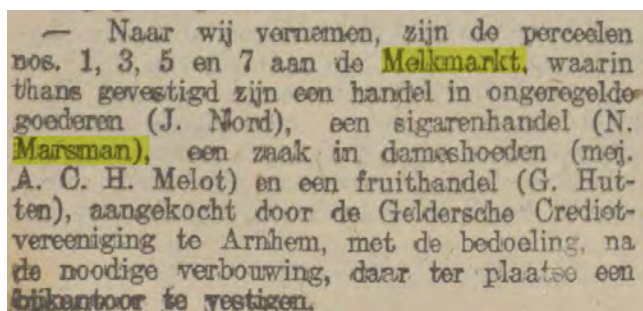 — Naar wij vernemen, zijn de perceelen
nos. 1, 3, 5 en 7 aan de Melkmarkt, waarin
thans gevestigd zijn een handel in ongeregelde
goederen (J. Nord), een sigarenhandel (N.
Marsman), een zaak in dameshoeden (mej.
A. C. H. Melot) en een fruithandel (G. Hut-
ten), aangekocht door de Geldersche Crediet-
vereeniging te Arnhem, met de bedoeling, na
de noodige verbouwing, daar ter plaatse een
bijkantoor te vestigen.